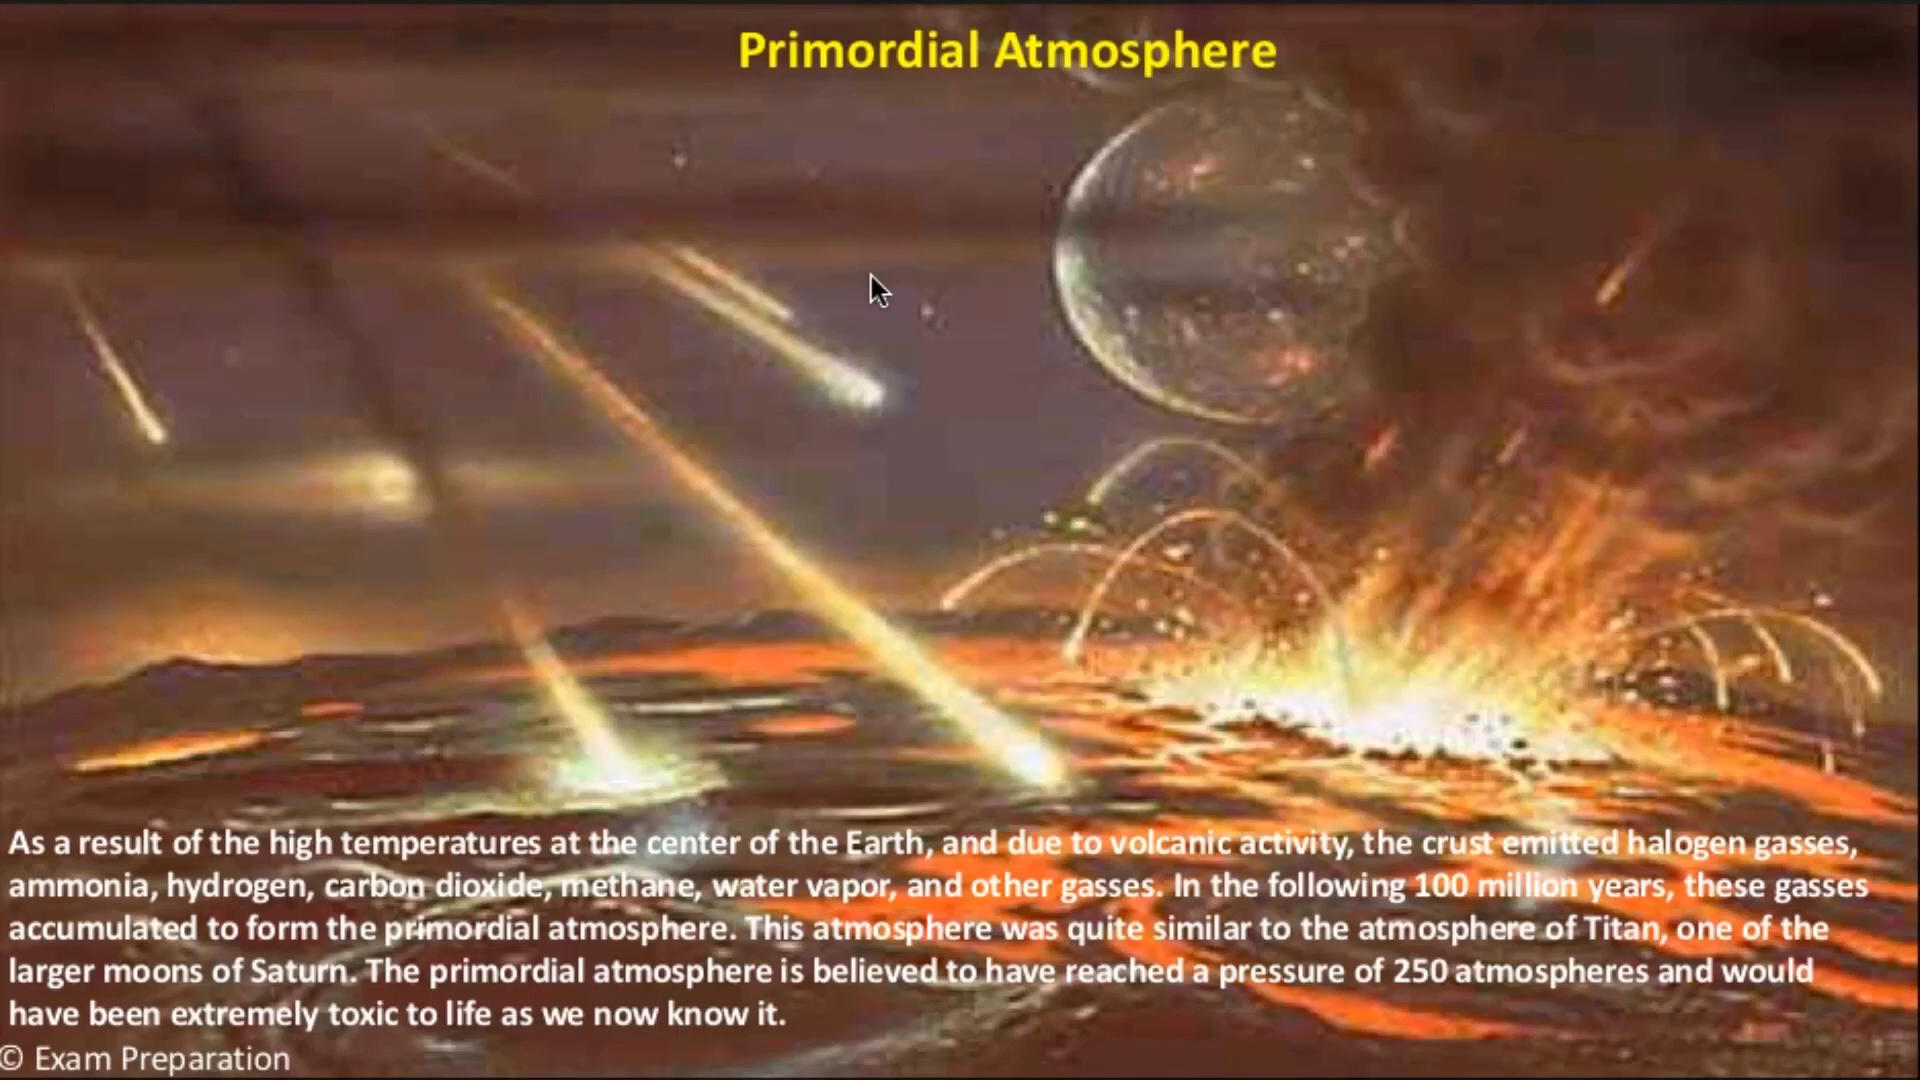 Primordial Atmosphere
As a result of the high temperatures at the center of the Earth, and due to volcanic activity, the crust emitted halogen gasses,
ammonia, hydrogen, carbon dioxide, methane, water vapor, and other gasses. In the following 100 million years, these gasses
accumulated to form the primordial atmosphere. This atmosphere was quite similar to the atmosphere of Titan, one of the
larger moons of Saturn. The primordial atmosphere is believed to have reached a pressure of 250 atmospheres and would
have been extremely toxic to life as we now know it.
© Exam Preparation